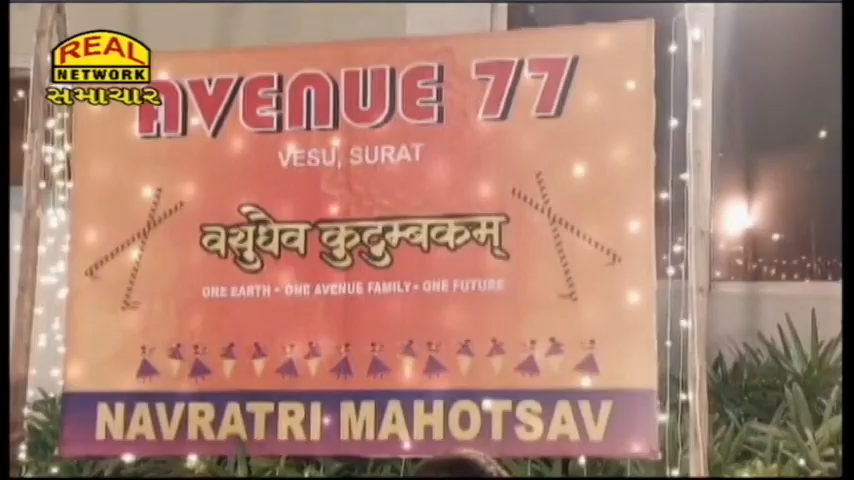 REAL
NETWORK
સમાચાર
AVENUE 77
VESU, SURAT
वसुधैव कुटुम्बकम्
ONE EARTH • ONE AVENUE FAMILY • ONE FUTURE
NAVRATRI MAHOTSAV